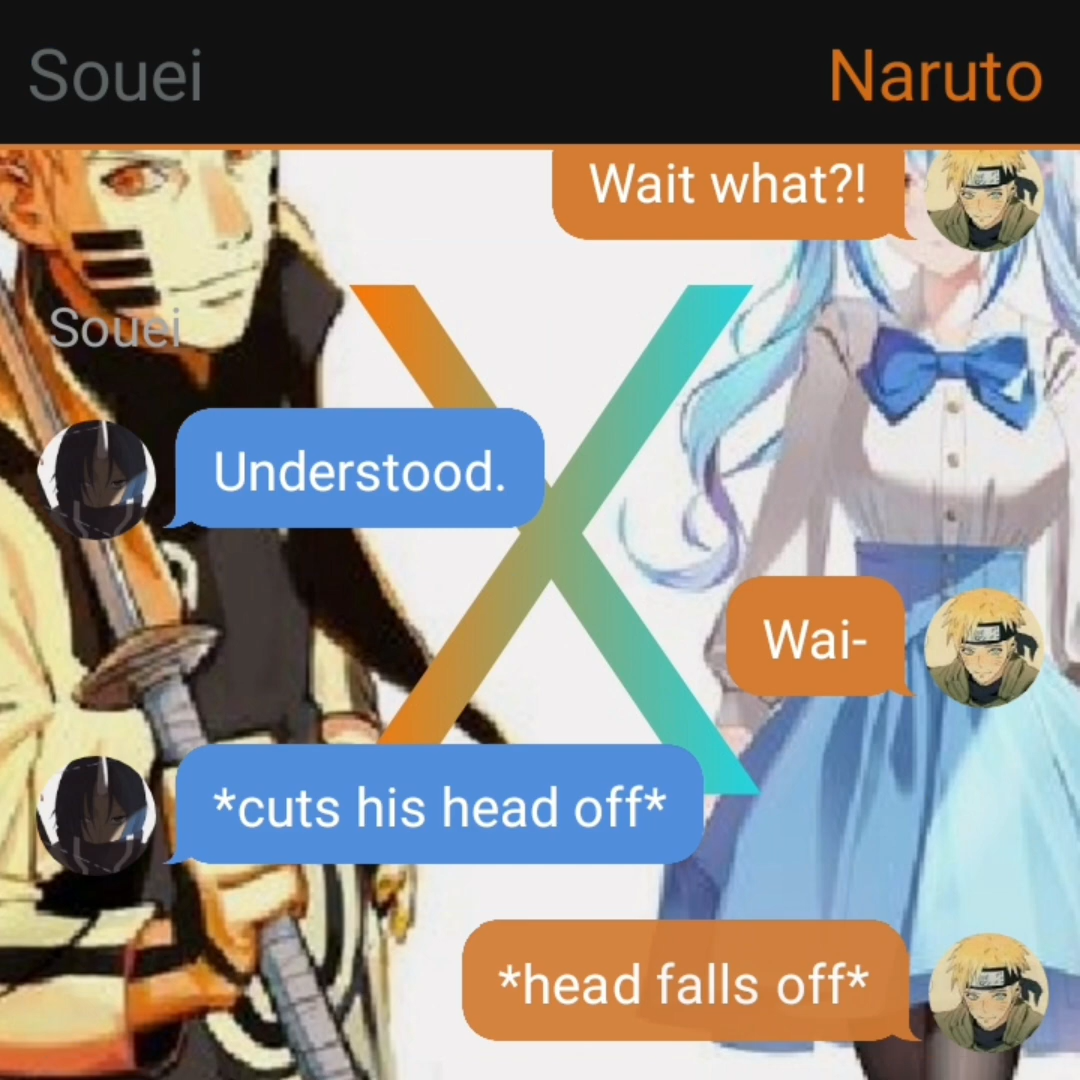 Souei
Naruto
Wait what?!
Souei
Understood.
Wai-
*cuts his head off*
*head falls off*